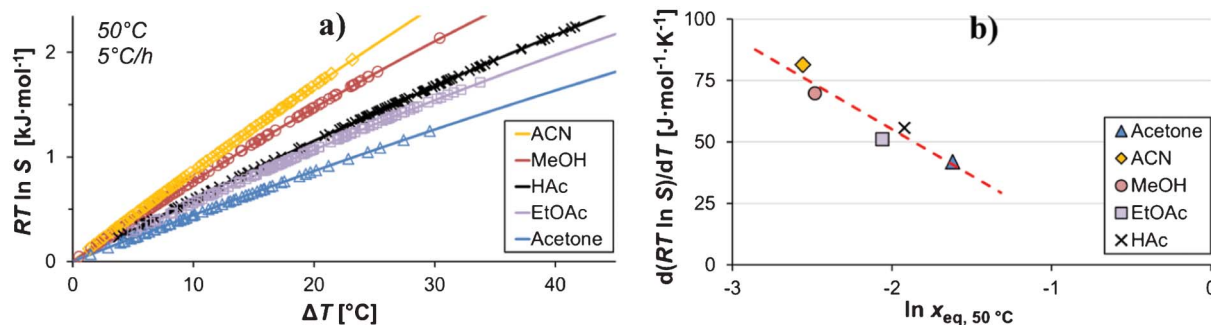 50°C
5°C/h
a)
RT ln S [kJ·mol⁻¹]
2
1
0
0 10 20 30 40
ΔT [°C]
ACN
MeOH
HAc
EtOAc
Acetone
b)
d(RT ln S)/dT [J·mol⁻¹·K⁻¹]
100
75
50
25
0
-3 -2 -1 0
ln x_eq, 50 °C
Acetone
ACN
MeOH
EtOAc
HAc